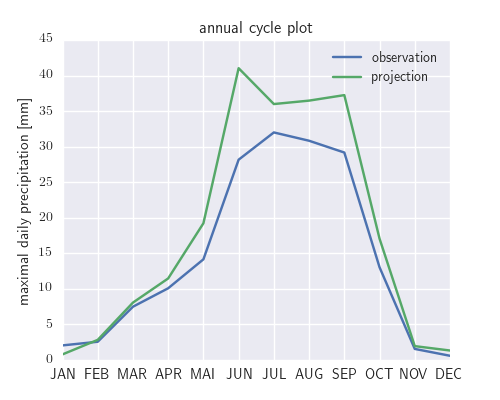 annual cycle plot
observation
projection
maximal daily precipitation [mm]
45
40
35
30
25
20
15
10
5
0
JAN FEB MAR APR MAI JUN JUL AUG SEP OCT NOV DEC